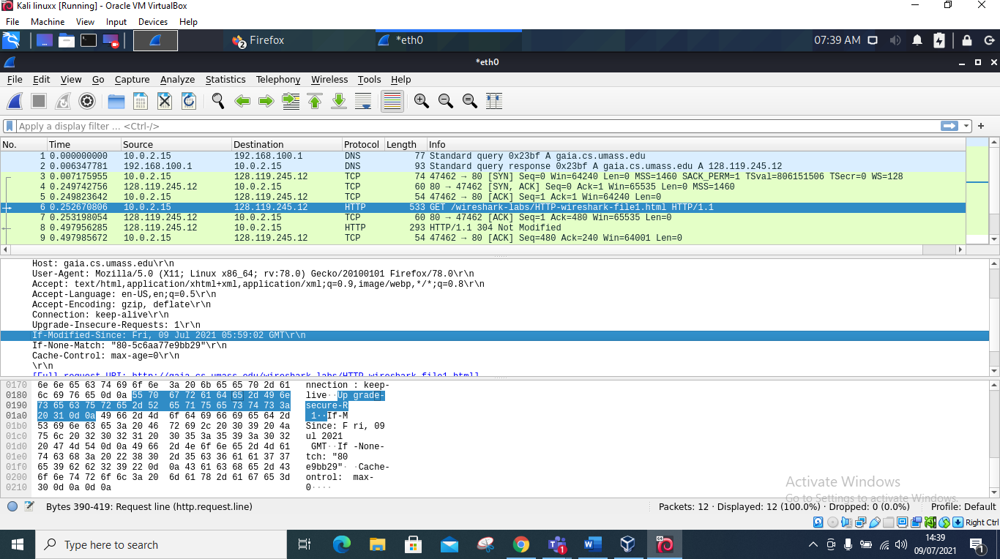 Kali linuxx [Running] - Oracle VM VirtualBox
File Machine View Input Devices Help
2 Firefox *eth0 07:39 AM
*eth0
File Edit View Go Capture Analyze Statistics Telephony Wireless Tools Help
Apply a display filter ... <Ctrl-/>
No. Time Source Destination Protocol Length Info
1 0.000000000 10.0.2.15 192.168.100.1 DNS 77 Standard query 0x23bf A gaia.cs.umass.edu
2 0.006347781 192.168.100.1 10.0.2.15 DNS 93 Standard query response 0x23bf A gaia.cs.umass.edu A 128.119.245.12
3 0.007175955 10.0.2.15 128.119.245.12 TCP 74 47462 → 80 [SYN] Seq=0 Win=64240 Len=0 MSS=1460 SACK_PERM=1 TSval=806151506 TSecr=0 WS=128
4 0.249742756 128.119.245.12 10.0.2.15 TCP 60 80 → 47462 [SYN, ACK] Seq=0 Ack=1 Win=65535 Len=0 MSS=1460
5 0.249823642 10.0.2.15 128.119.245.12 TCP 54 47462 → 80 [ACK] Seq=1 Ack=1 Win=64240 Len=0
6 0.252670806 10.0.2.15 128.119.245.12 HTTP 533 GET /wireshark-labs/HTTP-wireshark-file1.html HTTP/1.1
7 0.253198054 128.119.245.12 10.0.2.15 TCP 60 80 → 47462 [ACK] Seq=1 Ack=480 Win=65535 Len=0
8 0.497956285 128.119.245.12 10.0.2.15 HTTP 293 HTTP/1.1 304 Not Modified
9 0.497985672 10.0.2.15 128.119.245.12 TCP 54 47462 → 80 [ACK] Seq=480 Ack=240 Win=64001 Len=0
Host: gaia.cs.umass.edu\r\n
User-Agent: Mozilla/5.0 (X11; Linux x86_64; rv:78.0) Gecko/20100101 Firefox/78.0\r\n
Accept: text/html,application/xhtml+xml,application/xml;q=0.9,image/webp,*/*;q=0.8\r\n
Accept-Language: en-US,en;q=0.5\r\n
Accept-Encoding: gzip, deflate\r\n
Connection: keep-alive\r\n
Upgrade-Insecure-Requests: 1\r\n
If-Modified-Since: Fri, 09 Jul 2021 05:59:02 GMT\r\n
If-None-Match: "80-5c6aa77e9bb29"\r\n
Cache-Control: max-age=0\r\n
\r\n
[Full request URI: http://gaia.cs.umass.edu/wireshark-labs/HTTP-wireshark-file1.html]
0170 6e 6e 65 63 74 69 6f 6e 3a 20 6b 65 65 70 2d 61 nnection : keep-
0180 6c 69 76 65 0d 0a 55 70 67 72 61 64 65 2d 49 6e live··Up grade-
0190 73 65 63 75 72 65 2d 52 65 71 75 65 73 74 73 3a secure-R
01a0 20 31 0d 0a 49 66 2d 4d 6f 64 69 66 69 65 64 2d 1··If-M
01b0 53 69 6e 63 65 3a 20 46 72 69 2c 20 30 39 20 4a Since: F ri, 09
01c0 75 6c 20 32 30 32 31 20 30 35 3a 35 39 3a 30 32 ul 2021
01d0 20 47 4d 54 0d 0a 49 66 2d 4e 6f 6e 65 2d 4d 61 GMT··If -None-
01e0 74 63 68 3a 20 22 38 30 2d 35 63 36 61 61 37 37 tch: "80
01f0 65 39 62 62 32 39 22 0d 0a 43 61 63 68 65 2d 43 e9bb29"· ·Cache-
0200 6f 6e 74 72 6f 6c 3a 20 6d 61 78 2d 61 67 65 3d ontrol: max-
0210 30 0d 0a 0d 0a 0····
Activate Windows
Go to Settings to activate Windows.
Bytes 390-419: Request line (http.request.line) Packets: 12 · Displayed: 12 (100.0%) · Dropped: 0 (0.0%) Profile: Default
Right Ctrl
Type here to search 1 64 14:39
09/07/2021 1